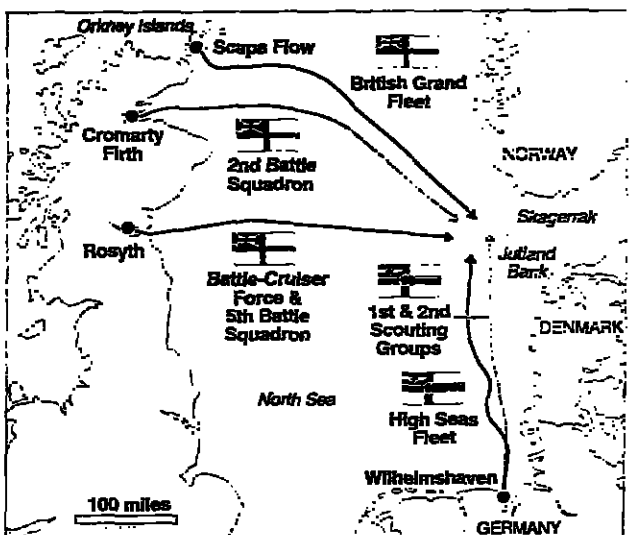 Orkney Islands
Scapa Flow
British Grand
Fleet
Cromarty
Firth
2nd Battle
Squadron
NORWAY
Skagerrak
Rosyth
Jutland
Bank
Battle-Cruiser
Force &
5th Battle
Squadron
1st & 2nd
Scouting
Groups
DENMARK
North Sea
High Seas
Fleet
Wilhelmshaven
100 miles
GERMANY